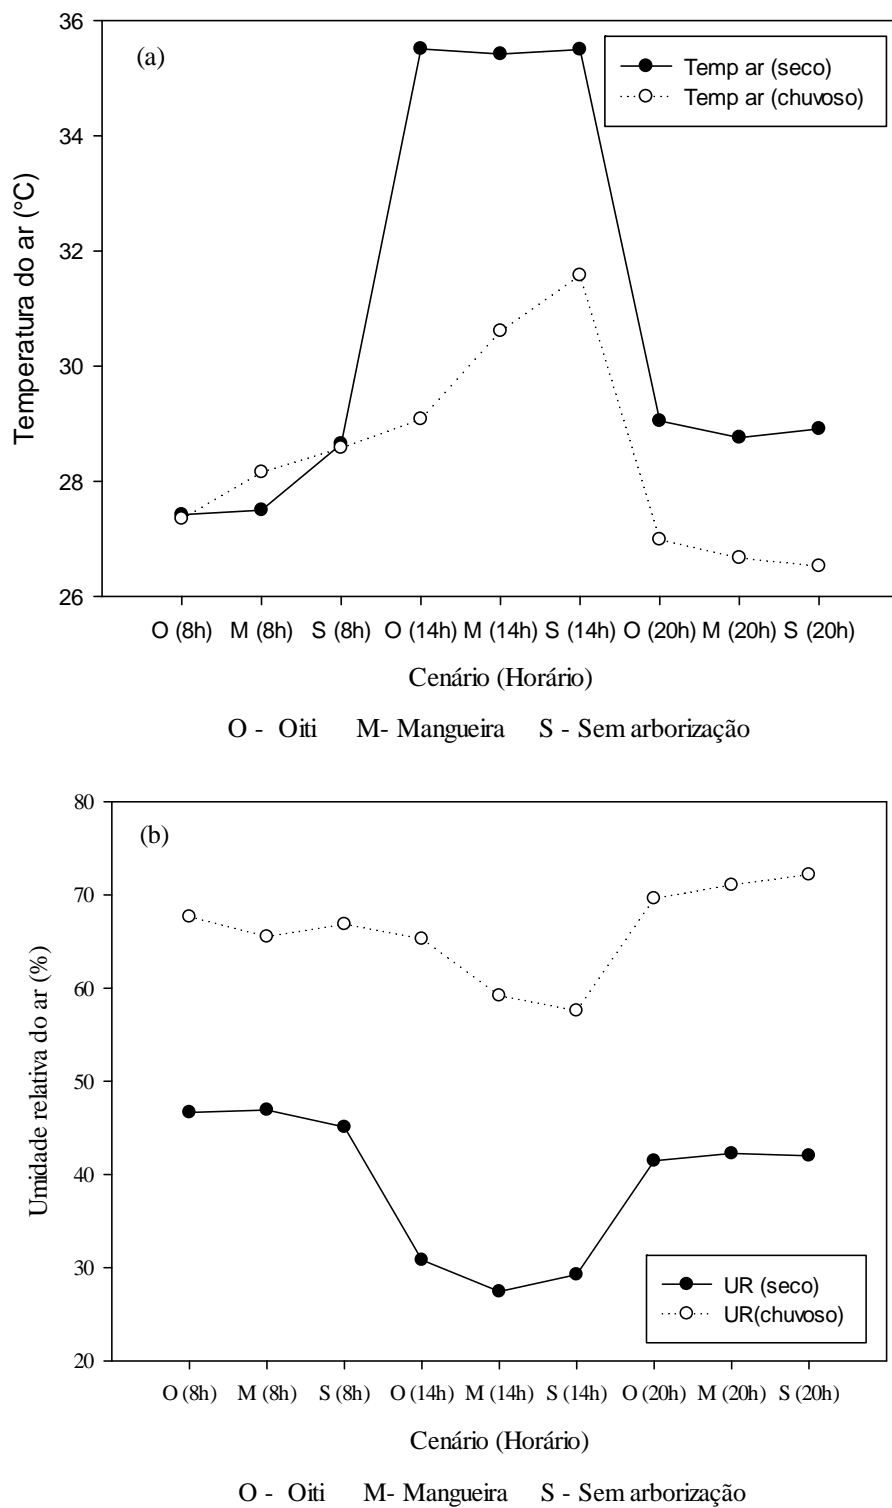 36
(a)
Temp ar (seco)
Temp ar (chuvoso)
34
32
30
28
26
Temperatura do ar (°C)
O (8h) M (8h) S (8h) O (14h) M (14h) S (14h) O (20h) M (20h) S (20h)
Cenário (Horário)
O - Oiti M- Mangueira S - Sem arborização
80
(b)
70
60
50
40
30
20
Umidade relativa do ar (%)
UR (seco)
UR(chuvoso)
O (8h) M (8h) S (8h) O (14h) M (14h) S (14h) O (20h) M (20h) S (20h)
Cenário (Horário)
O - Oiti M- Mangueira S - Sem arborização